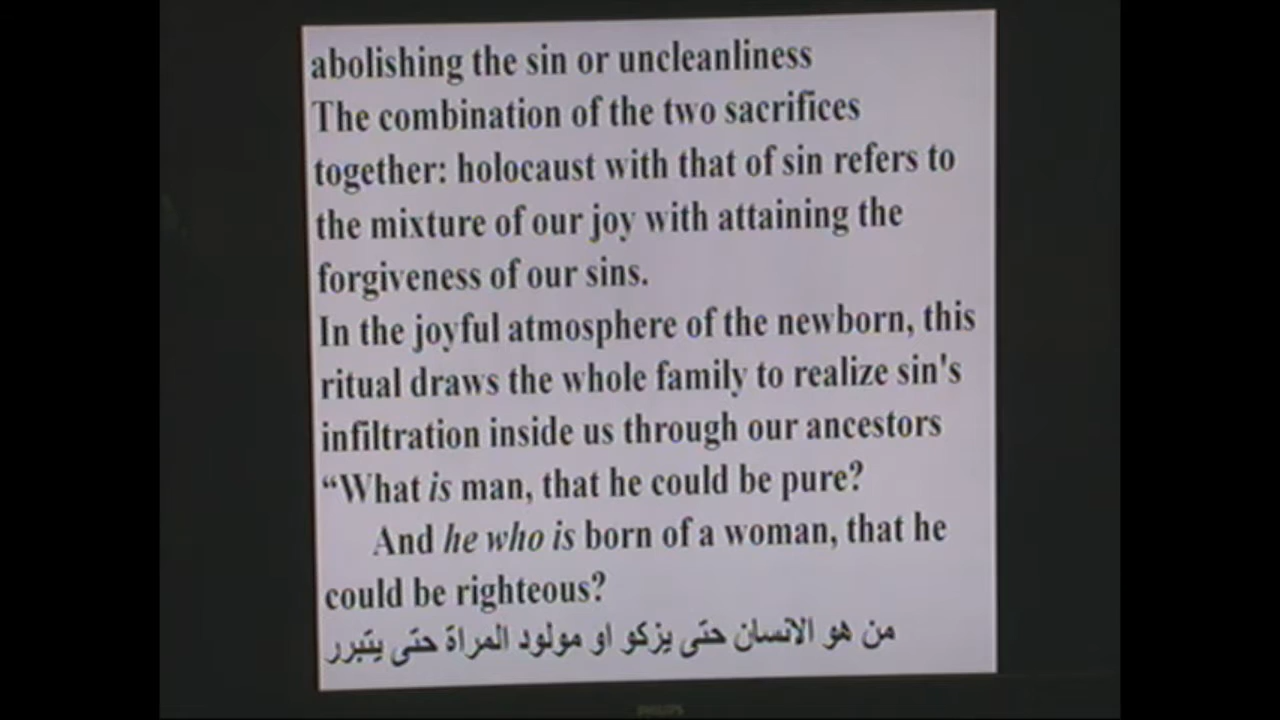 abolishing the sin or uncleanliness
The combination of the two sacrifices
together: holocaust with that of sin refers to
the mixture of our joy with attaining the
forgiveness of our sins.
In the joyful atmosphere of the newborn, this
ritual draws the whole family to realize sin's
infiltration inside us through our ancestors
“What is man, that he could be pure?
And he who is born of a woman, that he
could be righteous?
من هو الانسان حتى يزكو او مولود المراة حتى يتبرر
PHILIPS